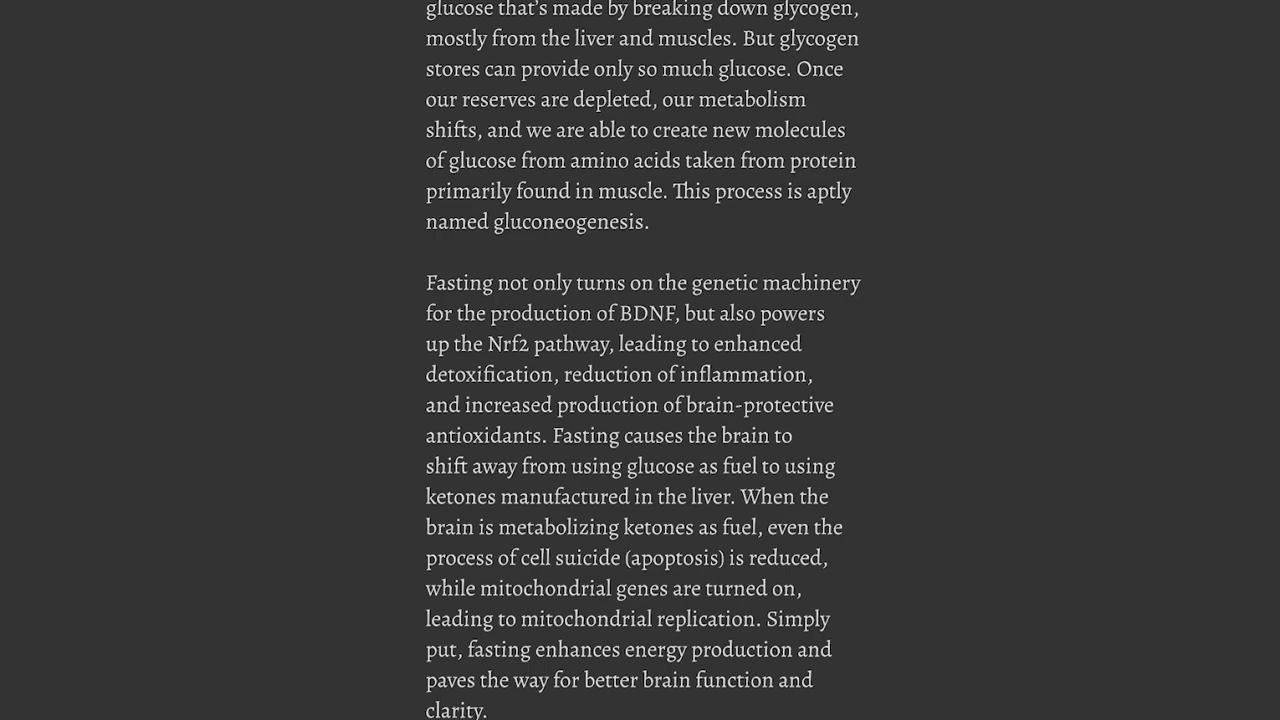 glucose that's made by breaking down glycogen,
mostly from the liver and muscles. But glycogen
stores can provide only so much glucose. Once
our reserves are depleted, our metabolism
shifts, and we are able to create new molecules
of glucose from amino acids taken from protein
primarily found in muscle. This process is aptly
named gluconeogenesis.
Fasting not only turns on the genetic machinery
for the production of BDNF, but also powers
up the Nrf2 pathway, leading to enhanced
detoxification, reduction of inflammation,
and increased production of brain-protective
antioxidants. Fasting causes the brain to
shift away from using glucose as fuel to using
ketones manufactured in the liver. When the
brain is metabolizing ketones as fuel, even the
process of cell suicide (apoptosis) is reduced,
while mitochondrial genes are turned on,
leading to mitochondrial replication. Simply
put, fasting enhances energy production and
paves the way for better brain function and
clarity.